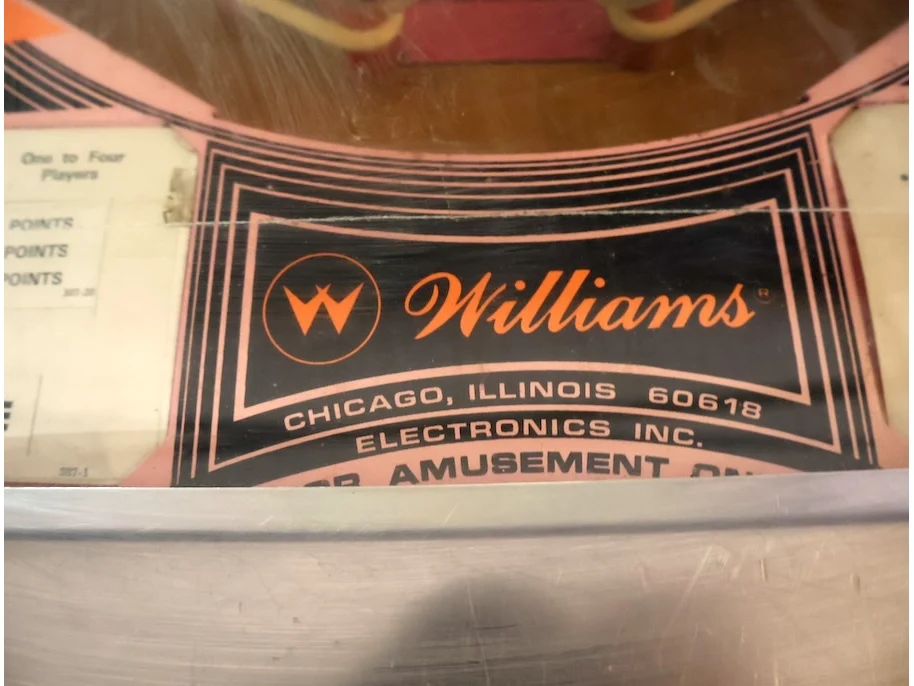 One to Four
Players
POINTS
POINTS
POINTS
W Williams®
CHICAGO, ILLINOIS 60618
ELECTRONICS INC.
AMUSEMENT